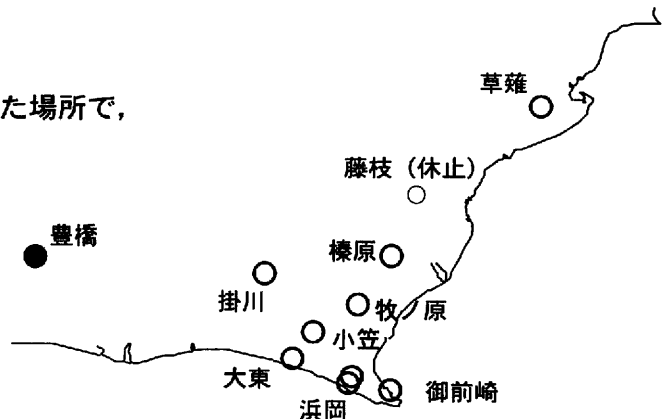 草薙
た場所で，
藤枝（休止）
豊橋
榛原
掛川
牧ノ原
小笠
大東
御前崎
浜岡